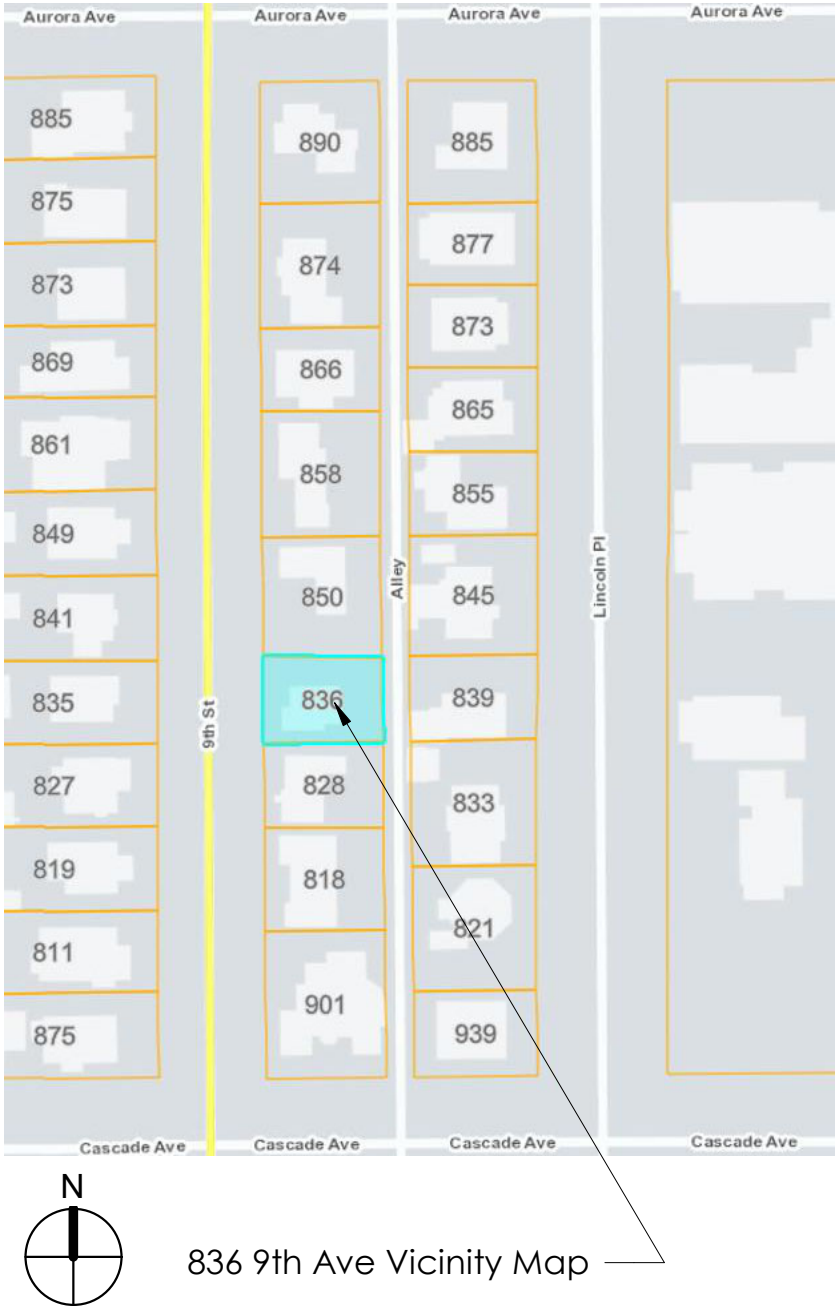 Aurora Ave
Aurora Ave
Aurora Ave
Aurora Ave
885
875
873
869
861
849
841
835
827
819
811
875
9th St
890
874
866
858
850
836
828
818
901
Alley
885
877
873
865
855
845
839
833
821
939
Lincoln Pl
Cascade Ave
Cascade Ave
Cascade Ave
Cascade Ave
N
836 9th Ave Vicinity Map